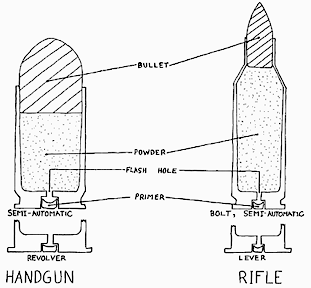 BULLET
POWDER
FLASH HOLE
PRIMER
SEMI-AUTOMATIC
BOLT, SEMI-AUTOMATIC
REVOLVER
LEVER
HANDGUN
RIFLE